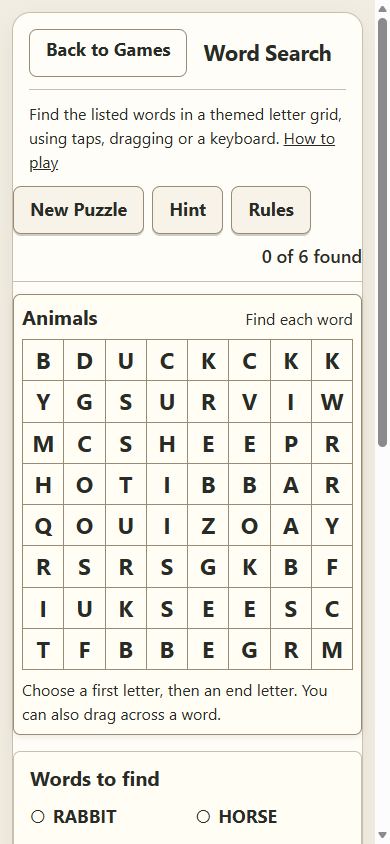 Back to Games
Word Search
Find the listed words in a themed letter grid,
using taps, dragging or a keyboard. How to
play
New Puzzle
Hint
Rules
0 of 6 found
Animals
Find each word
B D U C K C K K
Y G S U R V I W
M C S H E E P R
H O T I B B A R
Q O U I Z O A Y
R S R S G K B F
I U K S E E S C
T F B B E G R M
Choose a first letter, then an end letter. You
can also drag across a word.
Words to find
RABBIT
HORSE